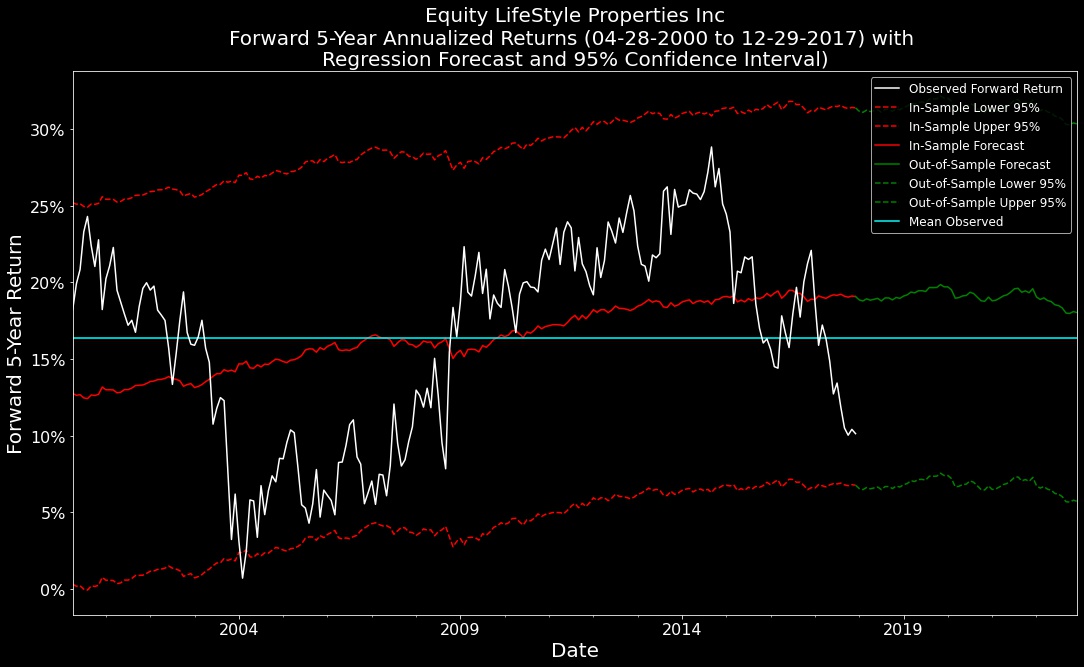 Equity LifeStyle Properties Inc
Forward 5-Year Annualized Returns (04-28-2000 to 12-29-2017) with
Regression Forecast and 95% Confidence Interval)
Observed Forward Return
In-Sample Lower 95%
In-Sample Upper 95%
In-Sample Forecast
Out-of-Sample Forecast
Out-of-Sample Lower 95%
Out-of-Sample Upper 95%
Mean Observed
Forward 5-Year Return
30%
25%
20%
15%
10%
5%
0%
2004
2009
2014
2019
Date